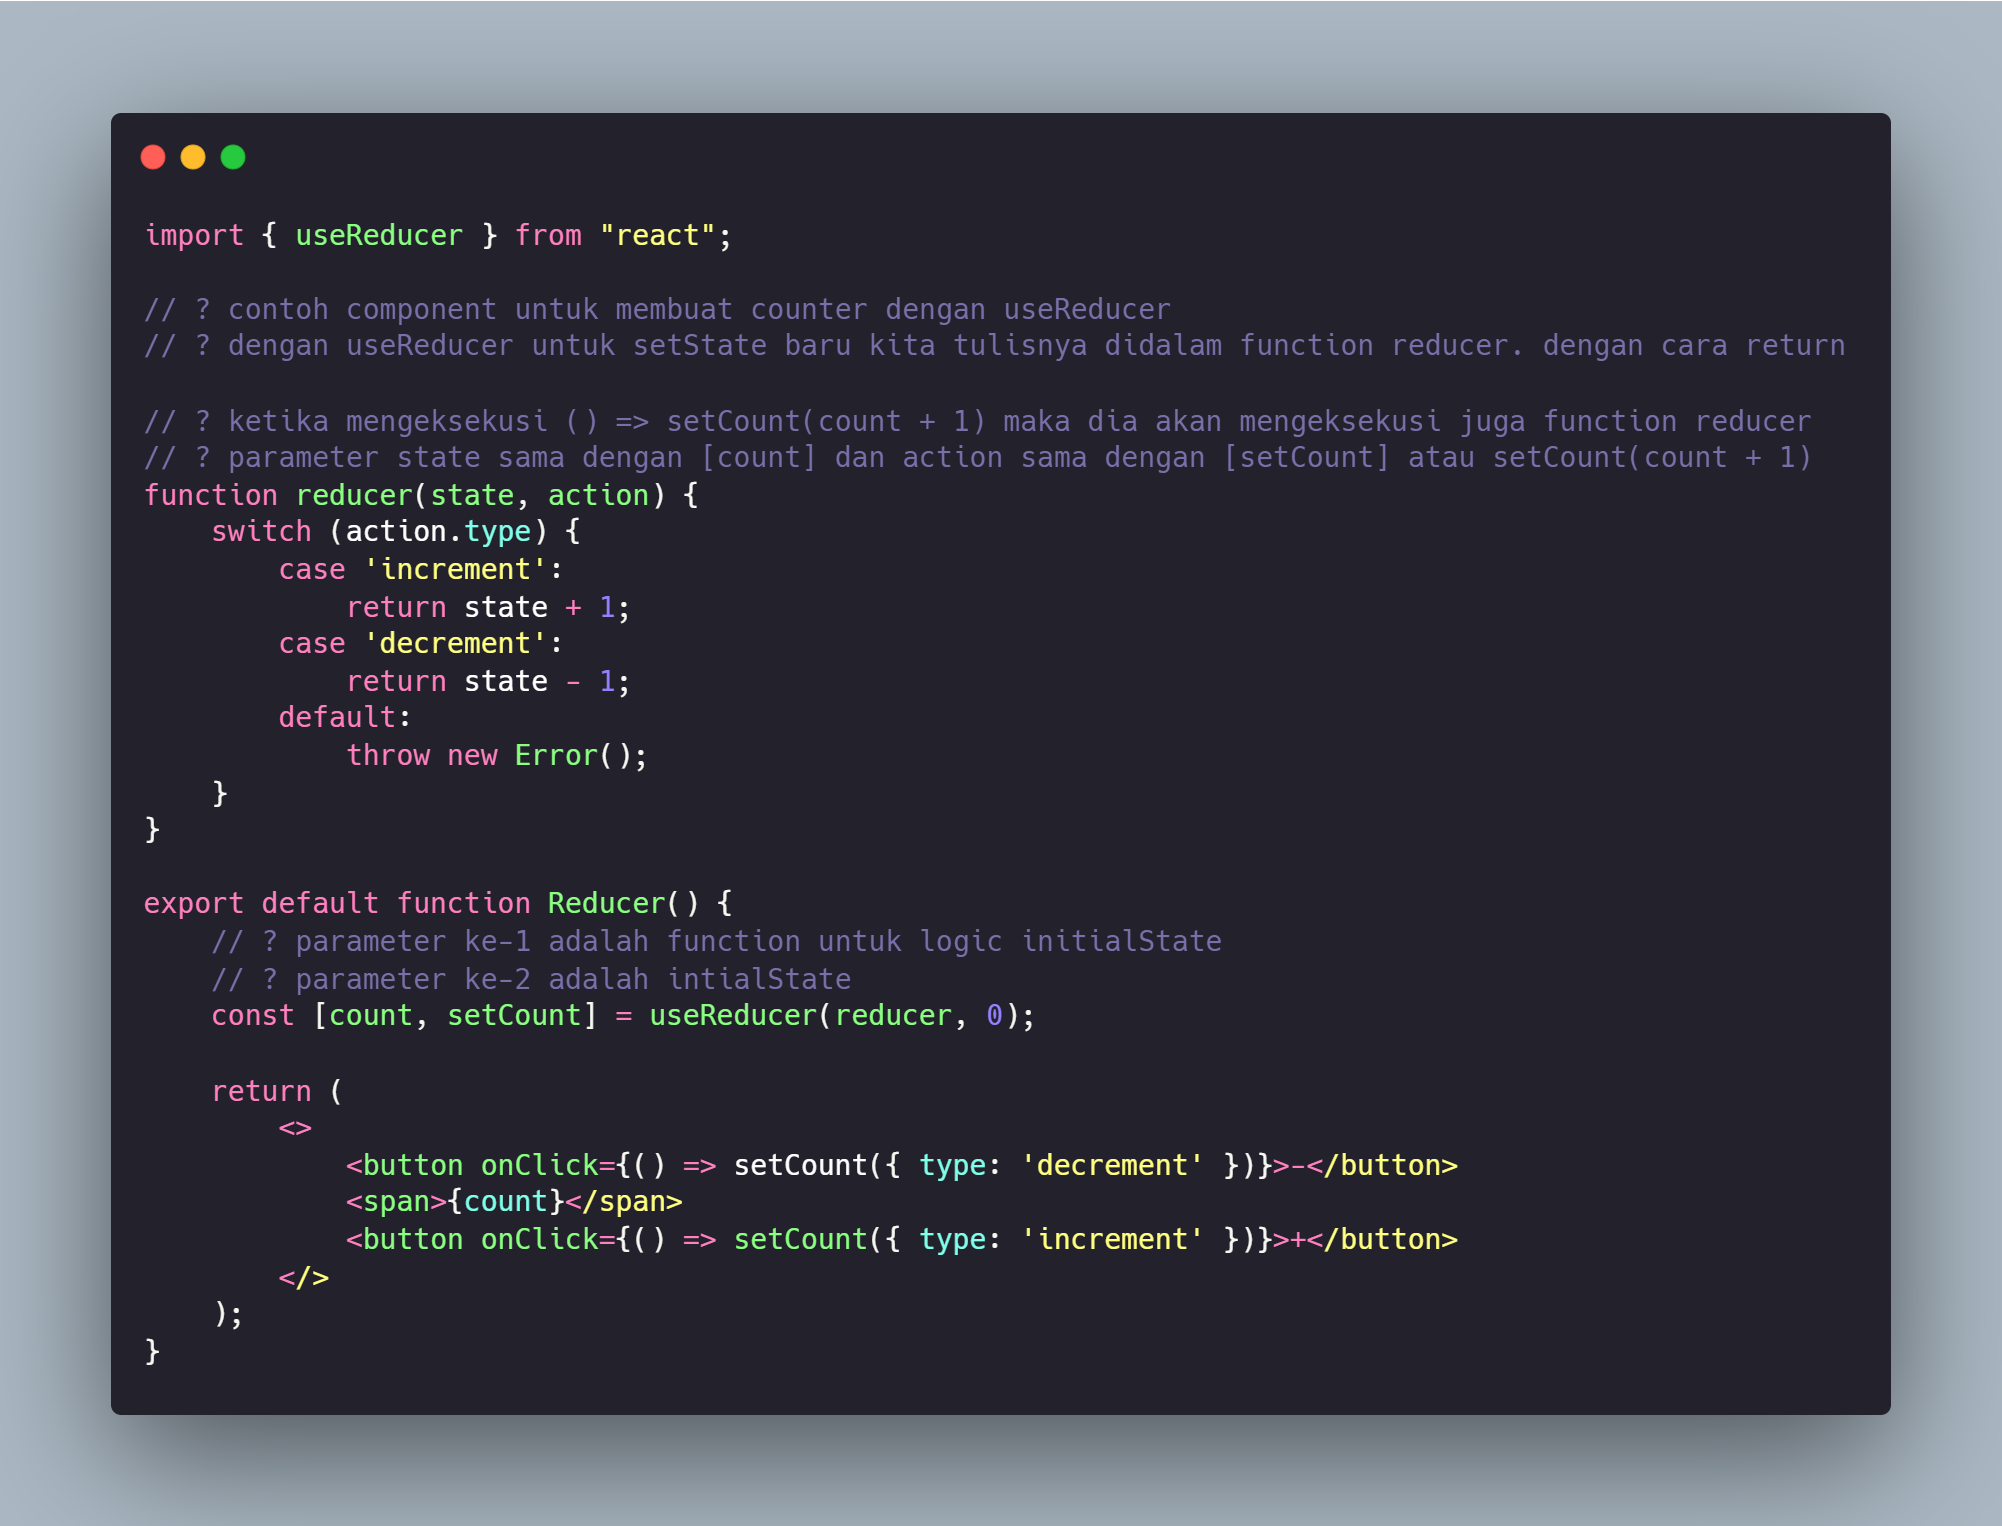 import { useReducer } from "react";
// ? contoh component untuk membuat counter dengan useReducer
// ? dengan useReducer untuk setState baru kita tulisnya didalam function reducer. dengan cara return
// ? ketika mengeksekusi () => setCount(count + 1) maka dia akan mengeksekusi juga function reducer
// ? parameter state sama dengan [count] dan action sama dengan [setCount] atau setCount(count + 1)
function reducer(state, action) {
    switch (action.type) {
        case 'increment':
            return state + 1;
        case 'decrement':
            return state - 1;
        default:
            throw new Error();
    }
}
export default function Reducer() {
    // ? parameter ke-1 adalah function untuk logic initialState
    // ? parameter ke-2 adalah intialState
    const [count, setCount] = useReducer(reducer, 0);
    return (
        <>
            <button onClick={() => setCount({ type: 'decrement' })}>-</button>
            <span>{count}</span>
            <button onClick={() => setCount({ type: 'increment' })}>+</button>
        </>
    );
}